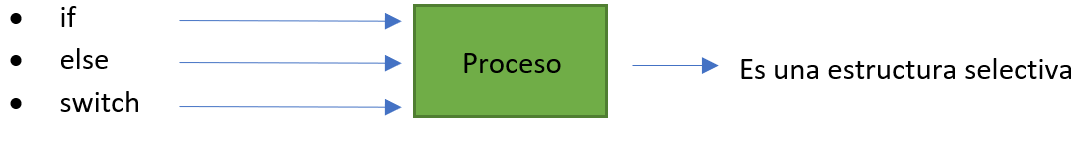 if
else
switch
Proceso
Es una estructura selectiva